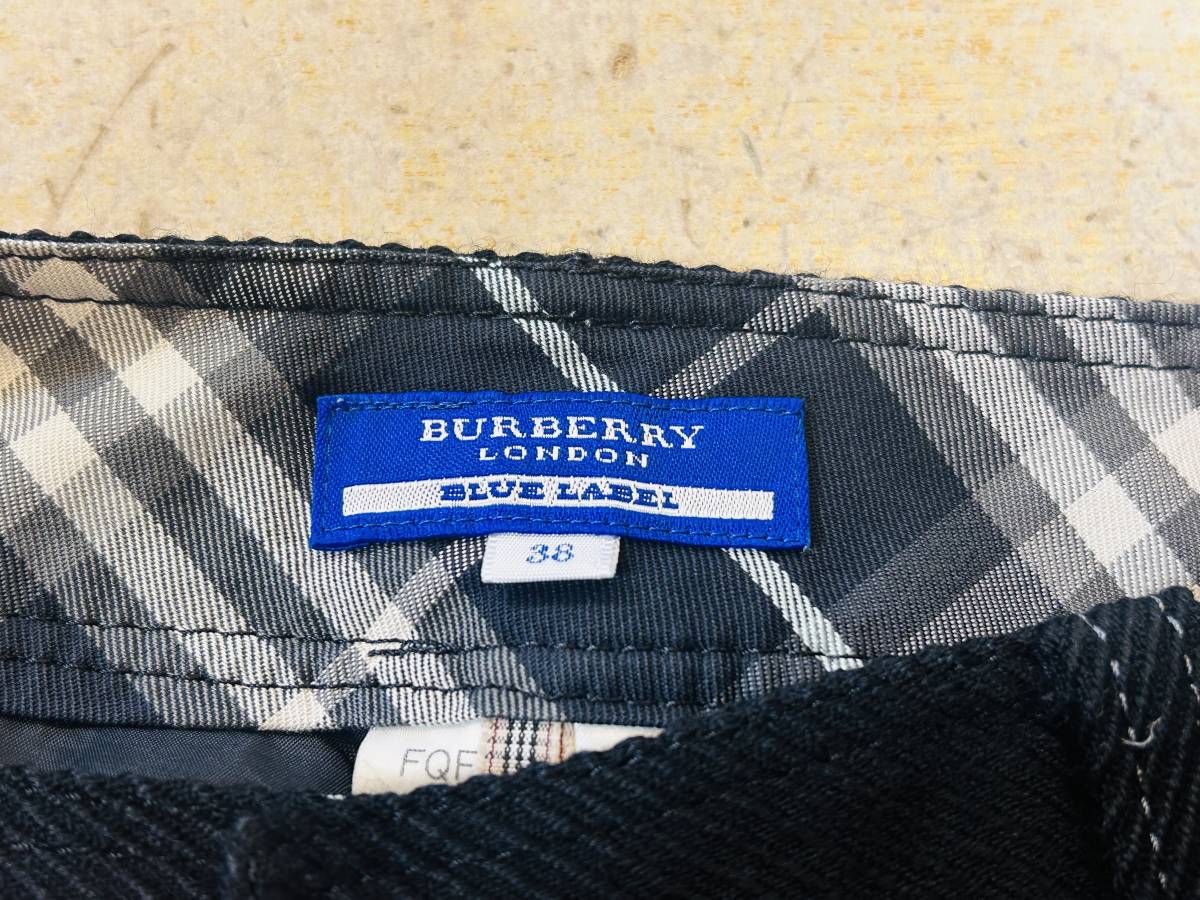 BURBERRY
LONDON
BLUE LABEL
38
FQF